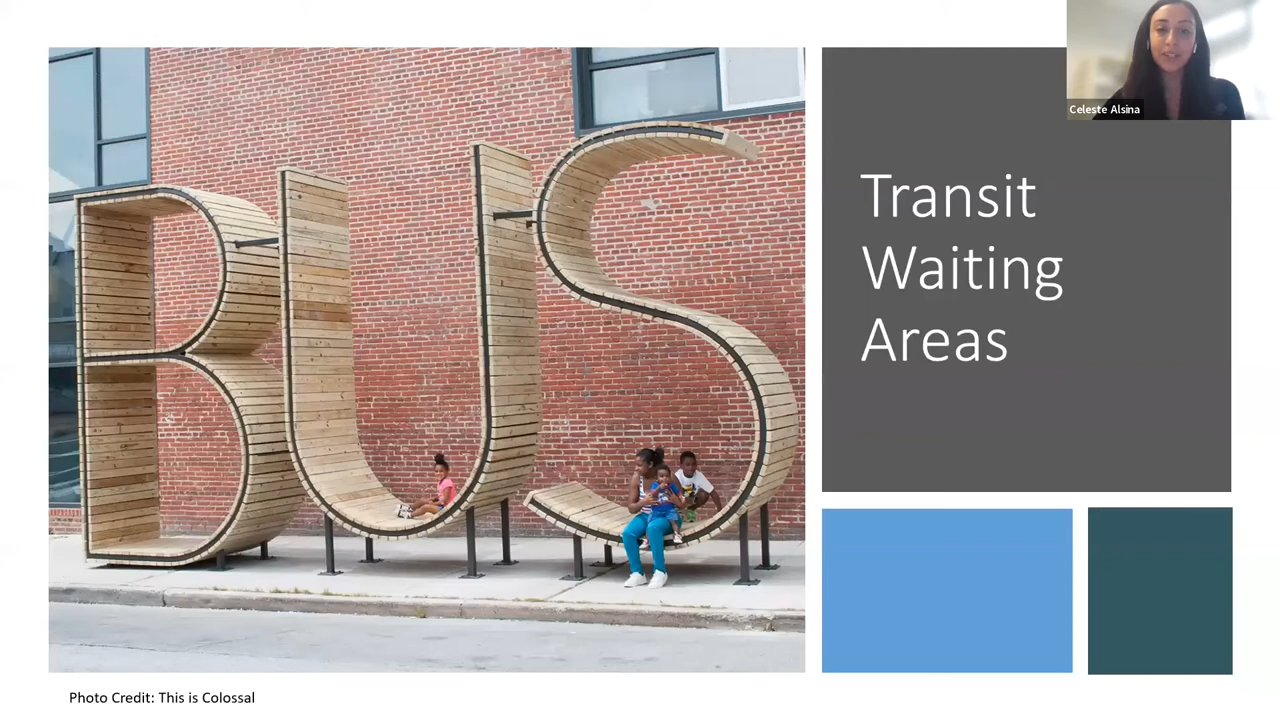 BUS
Transit
Waiting
Areas
Celeste Alsina
Photo Credit: This is Colossal